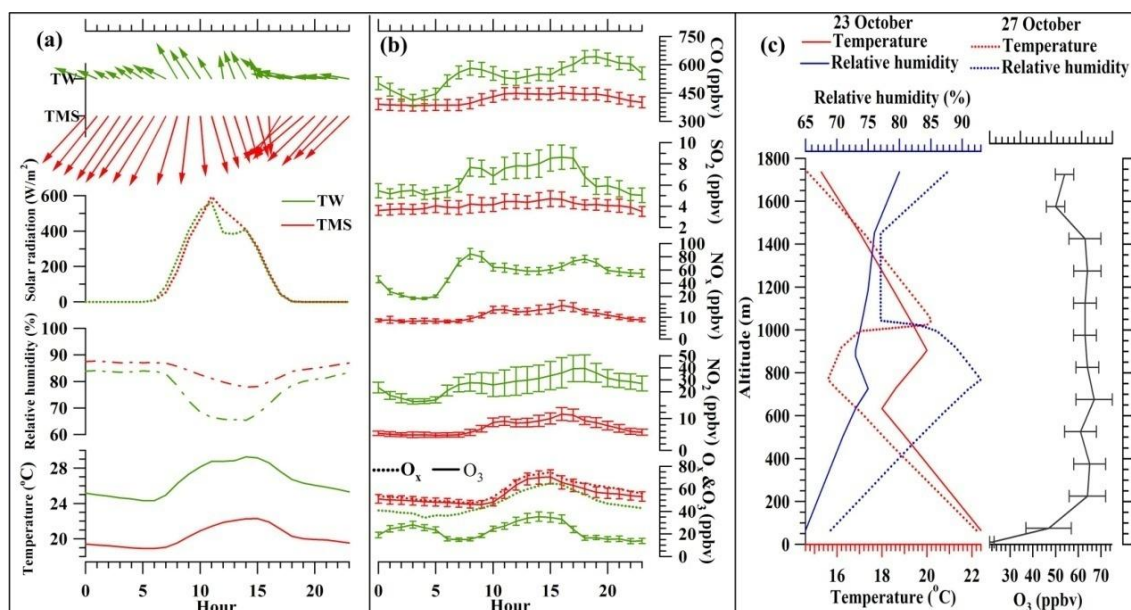 (a)
TW
TMS
Solar radiation (W/m²)
600
400
200
0
TW
TMS
Relative humidity (%)
100
90
80
70
60
Temperature (°C)
28
24
20
0 5 10 15 20
Hour
(b)
CO (ppbv)
750
600
450
300
SO₂ (ppbv)
10
8
6
4
2
NOₓ (ppbv)
100
80
60
40
20
10
0
NO₂ (ppbv)
50
40
30
20
10
0
Oₓ O₃
Oₓ&O₃ (ppbv)
80
60
40
20
0
0 5 10 15 20
Hour
(c)
23 October 27 October
Temperature Temperature
Relative humidity Relative humidity
Relative humidity (%)
65 70 75 80 85 90
Altitude (m)
1800
1600
1400
1200
1000
800
600
400
200
0
16 18 20 22
Temperature (°C)
30 40 50 60 70
O₃ (ppbv)